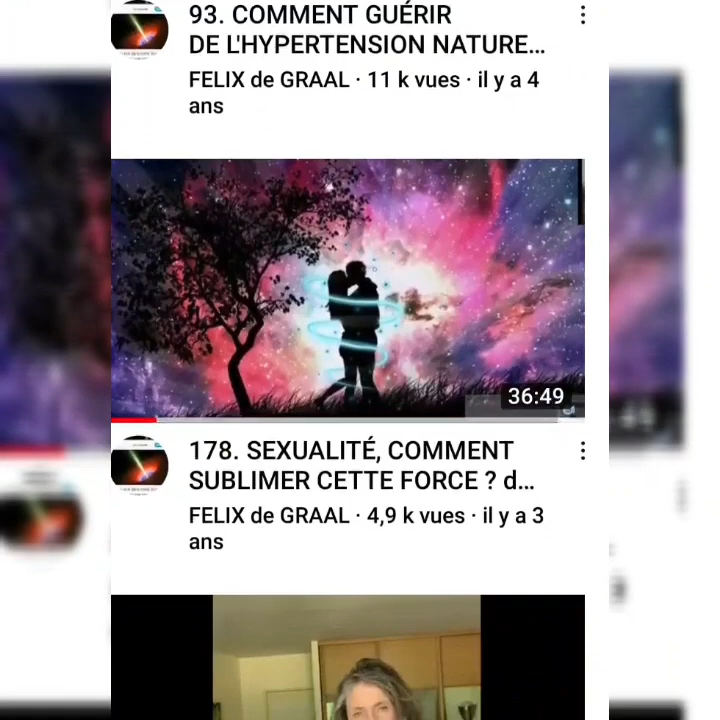 93. COMMENT GUÉRIR
DE L'HYPERTENSION NATURE...
FELIX de GRAAL · 11 k vues · il y a 4
ans
36:49
178. SEXUALITÉ, COMMENT
SUBLIMER CETTE FORCE ? d...
FELIX de GRAAL · 4,9 k vues · il y a 3
ans